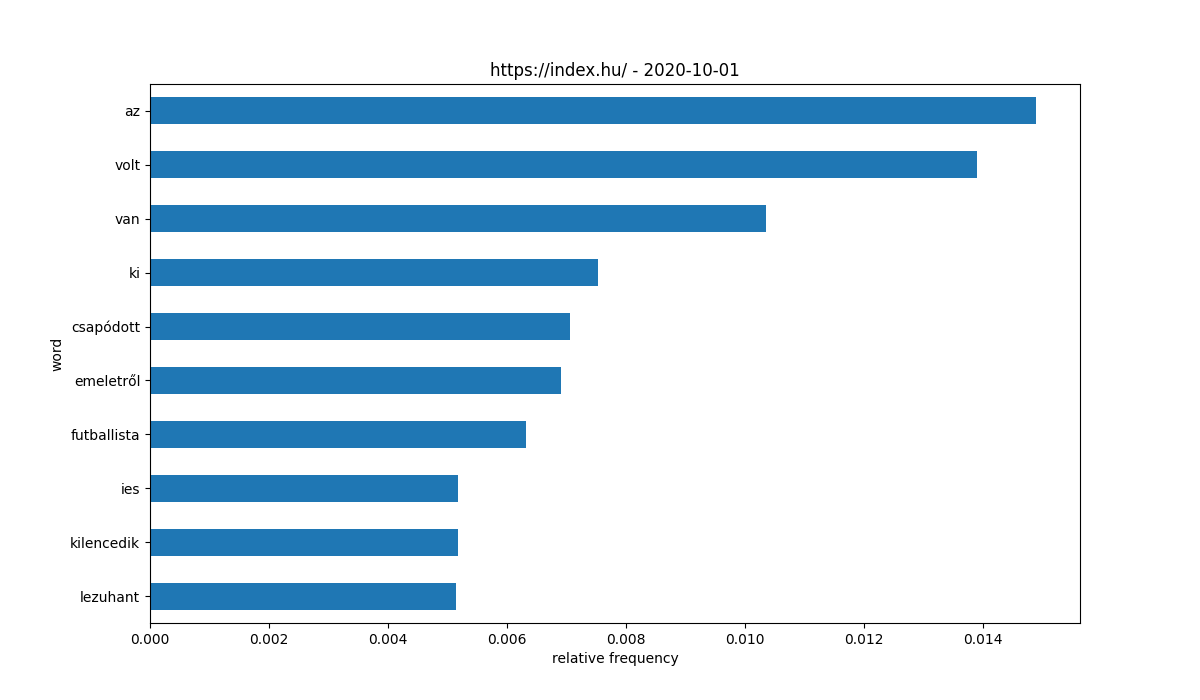 https://index.hu/ - 2020-10-01
az
volt
van
ki
csapódott
emeletről
futballista
ies
kilencedik
lezuhant
word
0.000 0.002 0.004 0.006 0.008 0.010 0.012 0.014
relative frequency